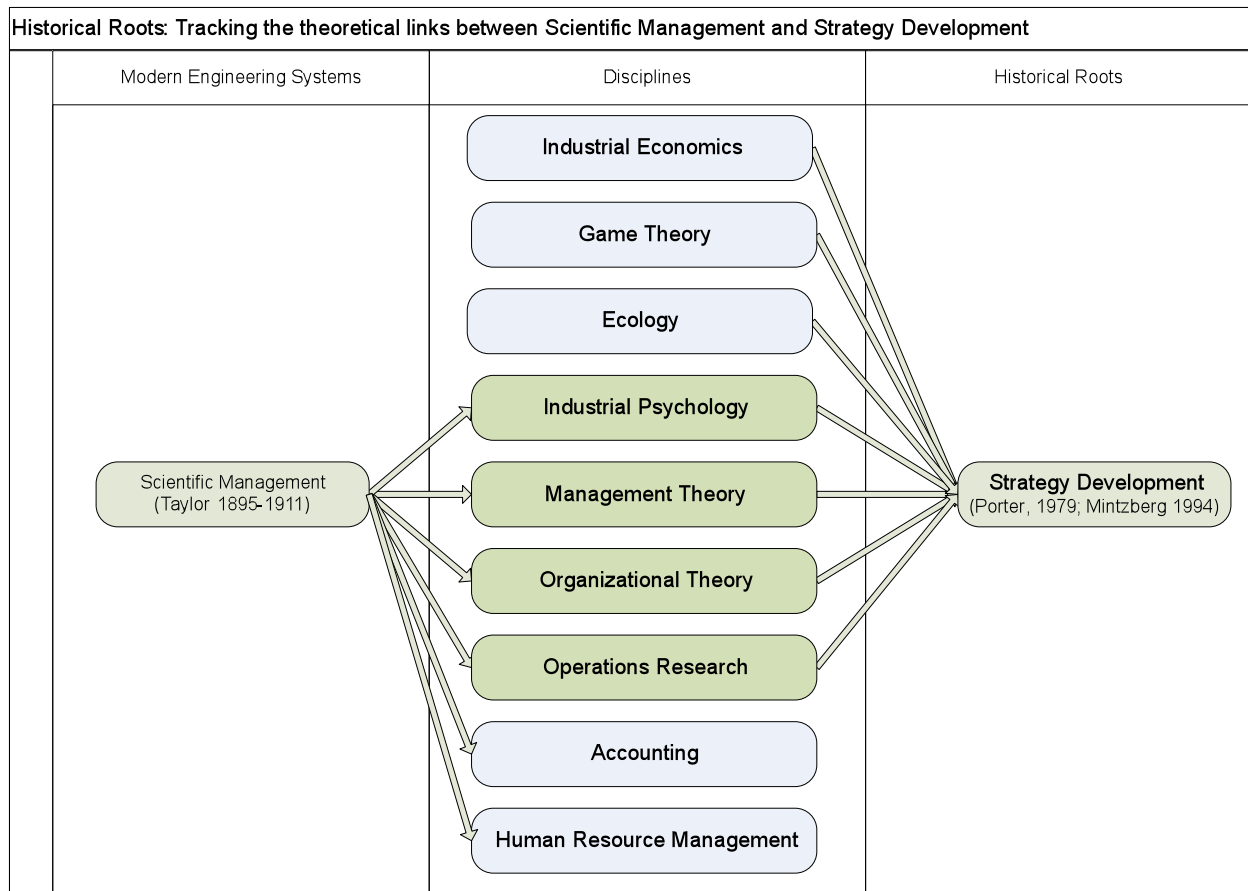 Historical Roots: Tracking the theoretical links between Scientific Management and Strategy Development
Modern Engineering Systems
Disciplines
Historical Roots
Industrial Economics
Game Theory
Ecology
Industrial Psychology
Scientific Management
(Taylor 1895-1911)
Management Theory
Strategy Development
(Porter, 1979; Mintzberg 1994)
Organizational Theory
Operations Research
Accounting
Human Resource Management